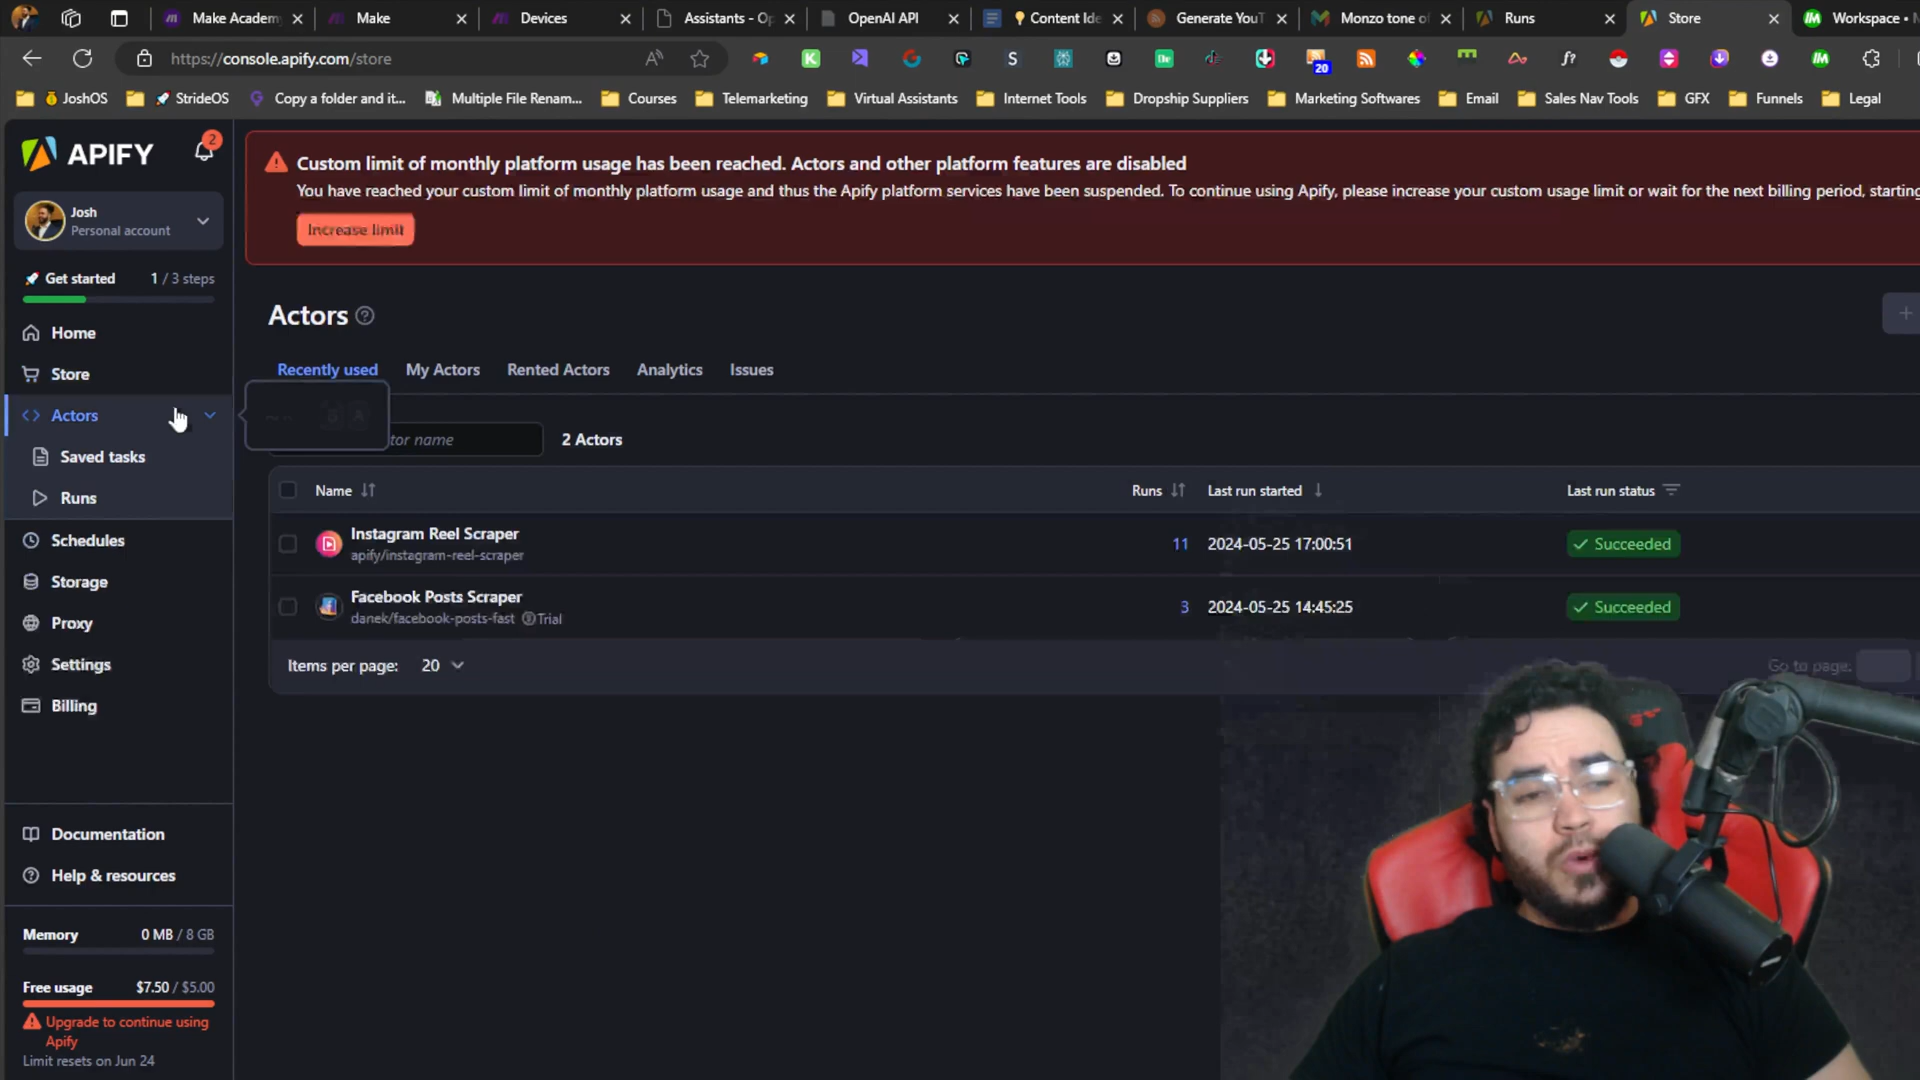 Make Academ
Make
Devices
Assistants - Op
OpenAI API
Content Ide
Generate YouT
Monzo tone of
Runs
Store
Workspace •
https://console.apify.com/store
20
JoshOS
StrideOS
Copy a folder and it...
Multiple File Renam...
Courses
Telemarketing
Virtual Assistants
Internet Tools
Dropship Suppliers
Marketing Softwares
Email
Sales Nav Tools
GFX
Funnels
Legal
APIFY
2
Josh
Personal account
Get started 1 / 3 steps
Home
Store
Actors
Saved tasks
Runs
Schedules
Storage
Proxy
Settings
Billing
Documentation
Help & resources
Memory 0 MB / 8 GB
Free usage $7.50 / $5.00
Upgrade to continue using
Apify
Limit resets on Jun 24
Custom limit of monthly platform usage has been reached. Actors and other platform features are disabled
You have reached your custom limit of monthly platform usage and thus the Apify platform services have been suspended. To continue using Apify, please increase your custom usage limit or wait for the next billing period, starting
Increase limit
Actors
Recently used My Actors Rented Actors Analytics Issues
tor name
2 Actors
Name Runs Last run started Last run status
Instagram Reel Scraper
apify/instagram-reel-scraper
11 2024-05-25 17:00:51 Succeeded
Facebook Posts Scraper
danek/facebook-posts-fast Trial
3 2024-05-25 14:45:25 Succeeded
Items per page: 20
Go to page: